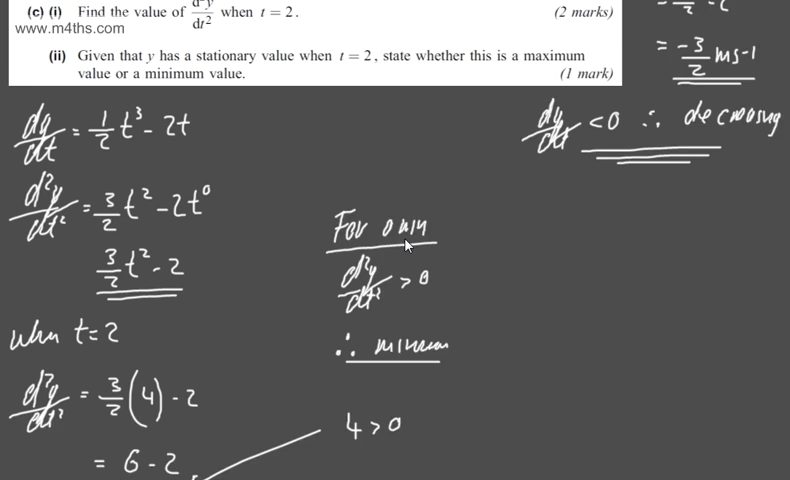 (c) (i) Find the value of d²y/dt² when t = 2. (2 marks)
www.m4ths.com
(ii) Given that y has a stationary value when t = 2, state whether this is a maximum
value or a minimum value. (1 mark)
= -3/2 ms-1
dy/dt < 0 ∴ decreasing
dy/dt = 1/2 t³ - 2t
d²y/dt² = 3/2 t² - 2t⁰
3/2 t² - 2
when t = 2
d²y/dt² = 3/2 (4) - 2
= 6 - 2
For a min
d²y/dt² > 0
∴ minimum
4 > 0